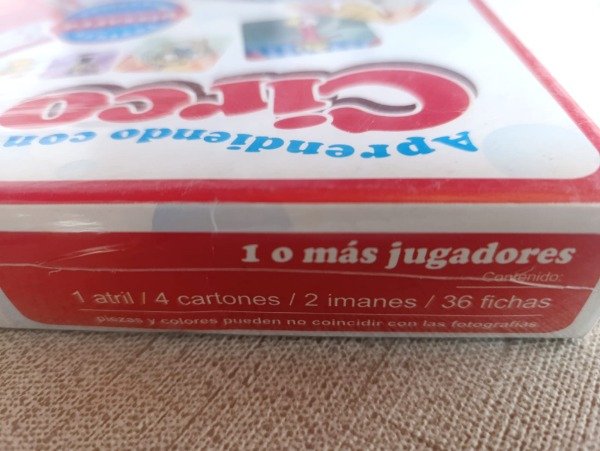 Aprendiendo con
Circo
1 o más jugadores
Contenido:
1 atril / 4 cartones / 2 imanes / 36 fichas
piezas y colores pueden no coincidir con las fotografías